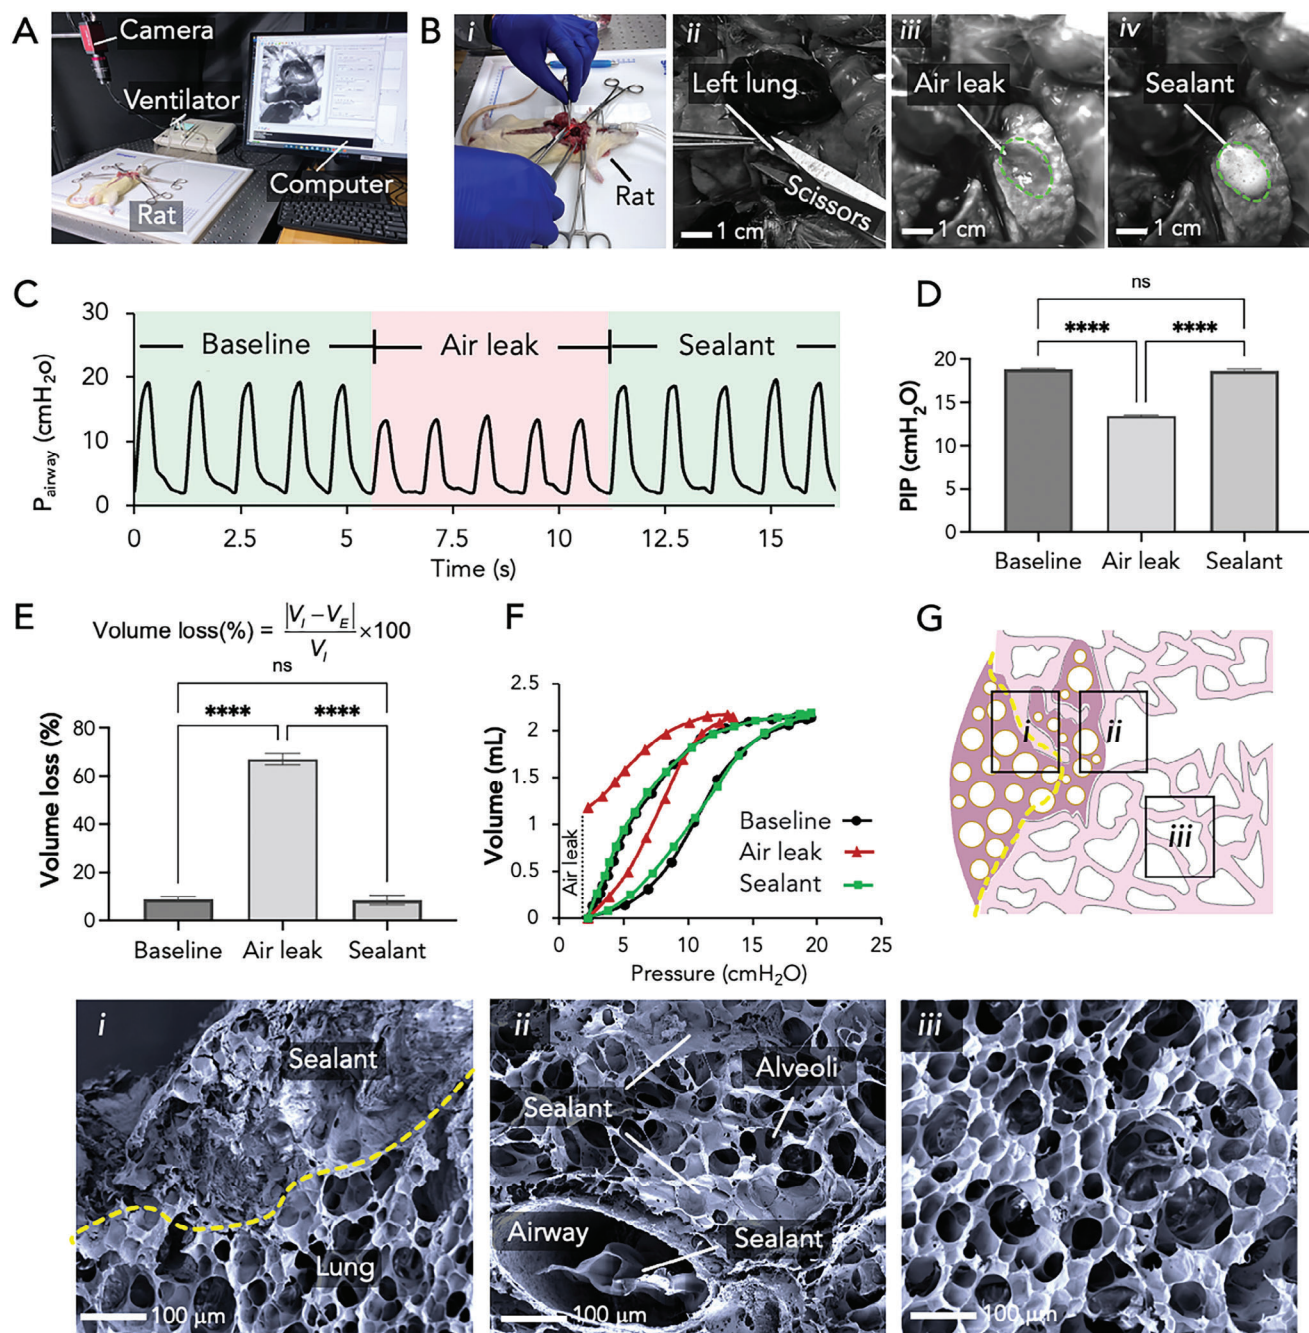 A
Camera
Ventilator
Computer
Rat
B
i
Rat
ii
Left lung
Scissors
1 cm
iii
Air leak
1 cm
iv
Sealant
1 cm
C
30
20
10
0
P_airway (cmH₂o)
Baseline
Air leak
Sealant
0 2.5 5 7.5 10 12.5 15
Time (s)
D
ns
**** ****
20
15
10
5
0
PIP (cmH₂O)
Baseline Air leak Sealant
E
Volume loss(%) = |V_I − V_E| / V_I ×100
ns
**** ****
80
60
40
20
0
Volume loss (%)
Baseline Air leak Sealant
F
2.5
2
1.5
1
0.5
0
Volume (mL)
Air leak
Baseline
Air leak
Sealant
0 5 10 15 20 25
Pressure (cmH₂O)
G
i
ii
iii
i
Sealant
Lung
100 µm
ii
Alveoli
Sealant
Airway
Sealant
100 µm
iii
100 µm